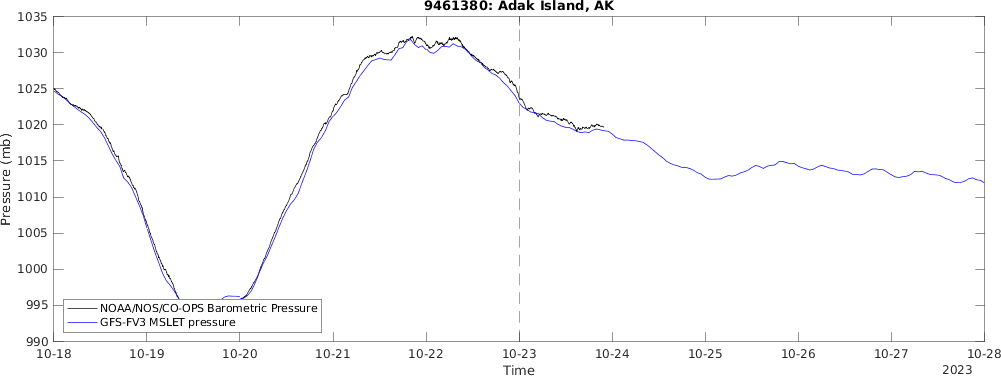 9461380: Adak Island, AK
Pressure (mb)
1035
1030
1025
1020
1015
1010
1005
1000
995
990
NOAA/NOS/CO-OPS Barometric Pressure
GFS-FV3 MSLET pressure
10-18 10-19 10-20 10-21 10-22 10-23 10-24 10-25 10-26 10-27 10-28
Time
2023